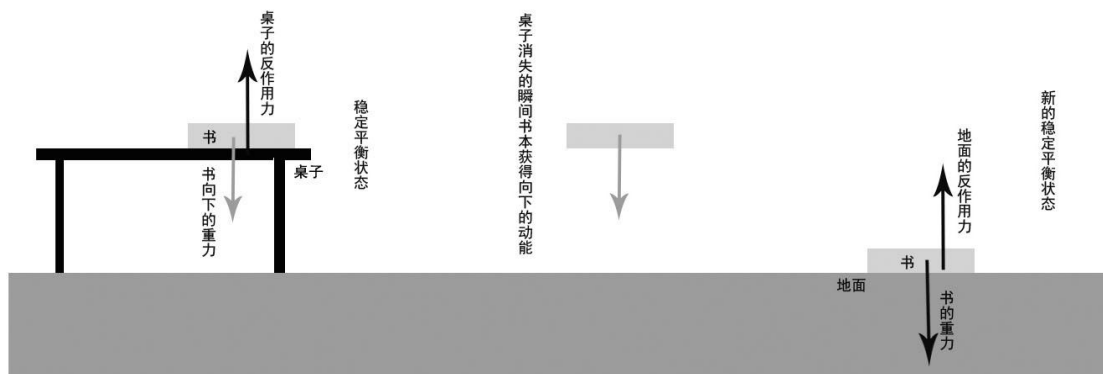 桌子的反作用力
书
书向下的重力
桌子
稳定平衡状态
桌子消失的瞬间书本获得向下的动能
地面的反作用力
书
地面
书的重力
新的稳定平衡状态